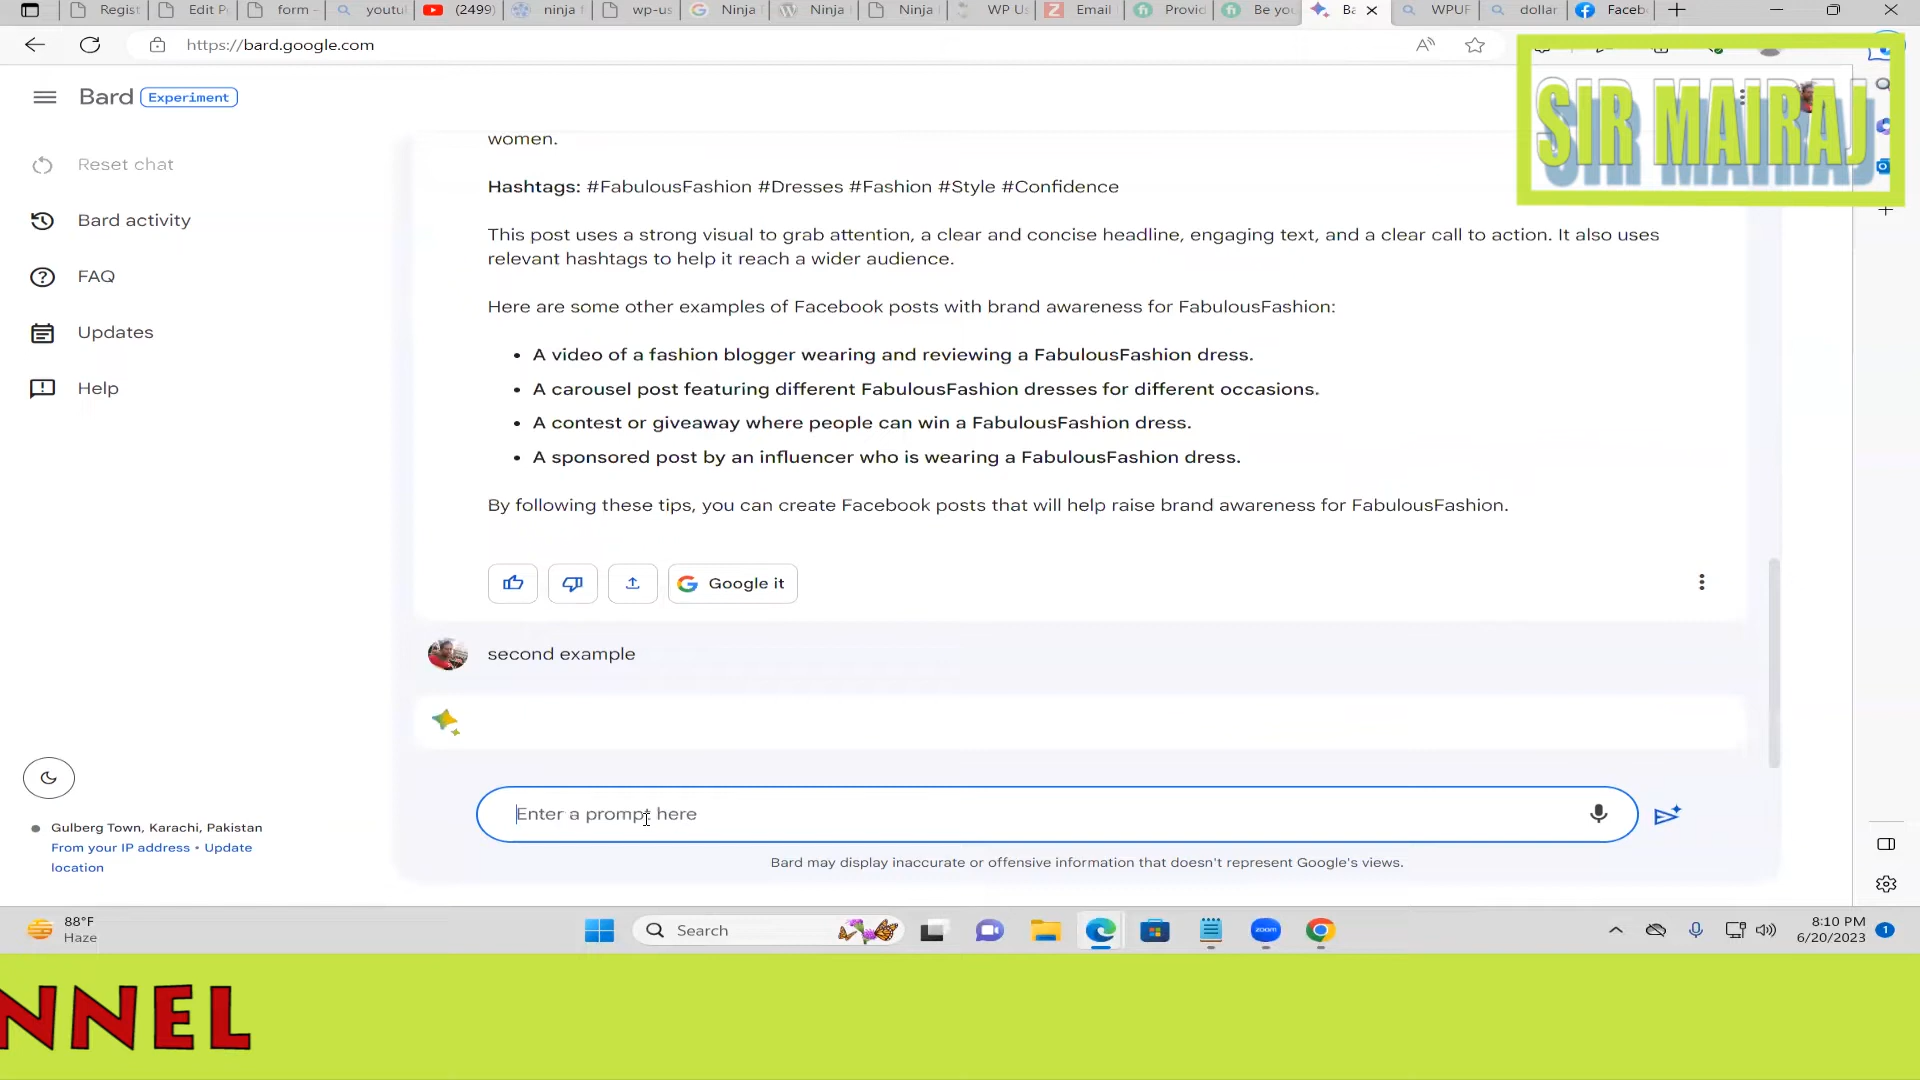 Regist
Edit P
form -
youtu
(2499)
ninja f
wp-us
Ninja
Ninja
Ninja
WP U
Email
Provid
Be you
Ba
WPUF
dollar
Faceb
https://bard.google.com
SIR MAIRAJ
Bard Experiment
Reset chat
Bard activity
FAQ
Updates
Help
women.
Hashtags: #FabulousFashion #Dresses #Fashion #Style #Confidence
This post uses a strong visual to grab attention, a clear and concise headline, engaging text, and a clear call to action. It also uses
relevant hashtags to help it reach a wider audience.
Here are some other examples of Facebook posts with brand awareness for FabulousFashion:
• A video of a fashion blogger wearing and reviewing a FabulousFashion dress.
• A carousel post featuring different FabulousFashion dresses for different occasions.
• A contest or giveaway where people can win a FabulousFashion dress.
• A sponsored post by an influencer who is wearing a FabulousFashion dress.
By following these tips, you can create Facebook posts that will help raise brand awareness for FabulousFashion.
Google it
second example
Enter a prompt here
Bard may display inaccurate or offensive information that doesn't represent Google's views.
Gulberg Town, Karachi, Pakistan
From your IP address • Update
location
88°F
Haze
Search
zoom
8:10 PM
6/20/2023
1
NNEL